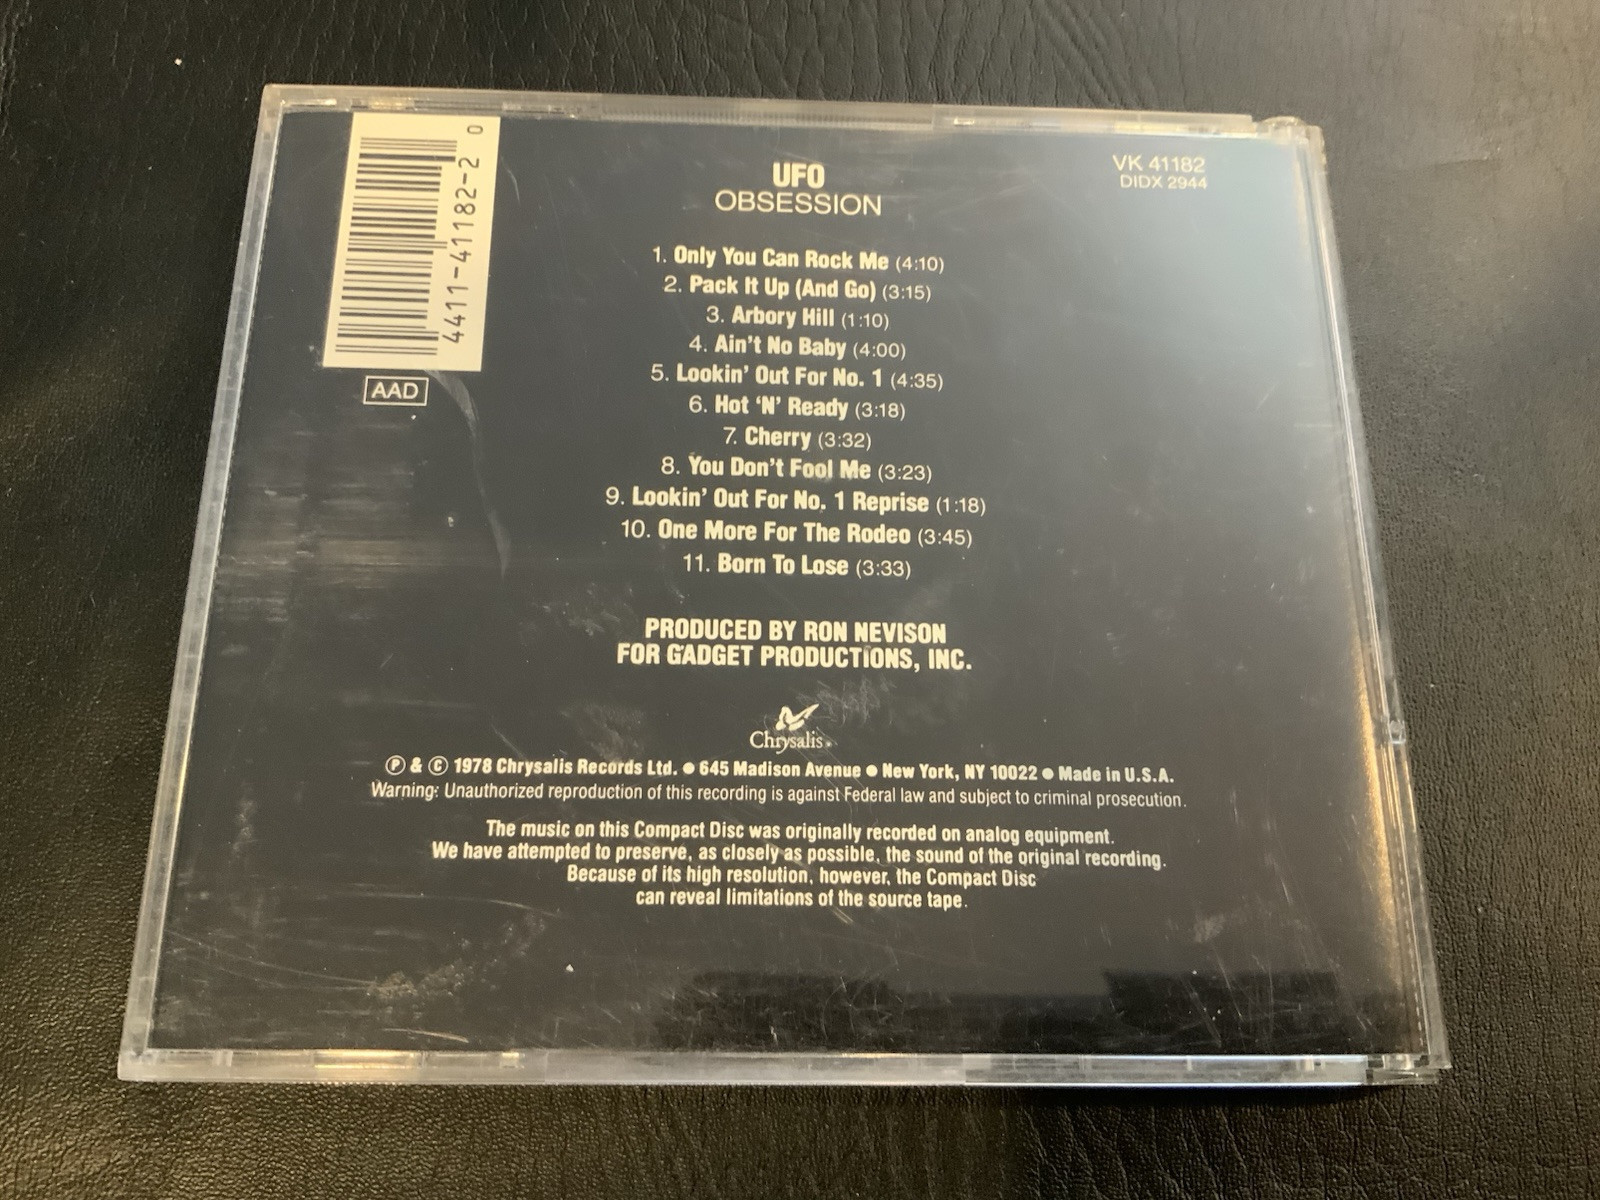 UFO
OBSESSION
VK 41182
DIDX 2944
4411-41182-2
0
AAD
1. Only You Can Rock Me (4:10)
2. Pack It Up (And Go) (3:15)
3. Arbory Hill (1:10)
4. Ain't No Baby (4:00)
5. Lookin' Out For No. 1 (4:35)
6. Hot 'N' Ready (3:18)
7. Cherry (3:32)
8. You Don't Fool Me (3:23)
9. Lookin' Out For No. 1 Reprise (1:18)
10. One More For The Rodeo (3:45)
11. Born To Lose (3:33)
PRODUCED BY RON NEVISON
FOR GADGET PRODUCTIONS, INC.
Chrysalis
℗ & © 1978 Chrysalis Records Ltd. ● 645 Madison Avenue ● New York, NY 10022 ● Made in U.S.A.
Warning: Unauthorized reproduction of this recording is against Federal law and subject to criminal prosecution.
The music on this Compact Disc was originally recorded on analog equipment.
We have attempted to preserve, as closely as possible, the sound of the original recording.
Because of its high resolution, however, the Compact Disc
can reveal limitations of the source tape.